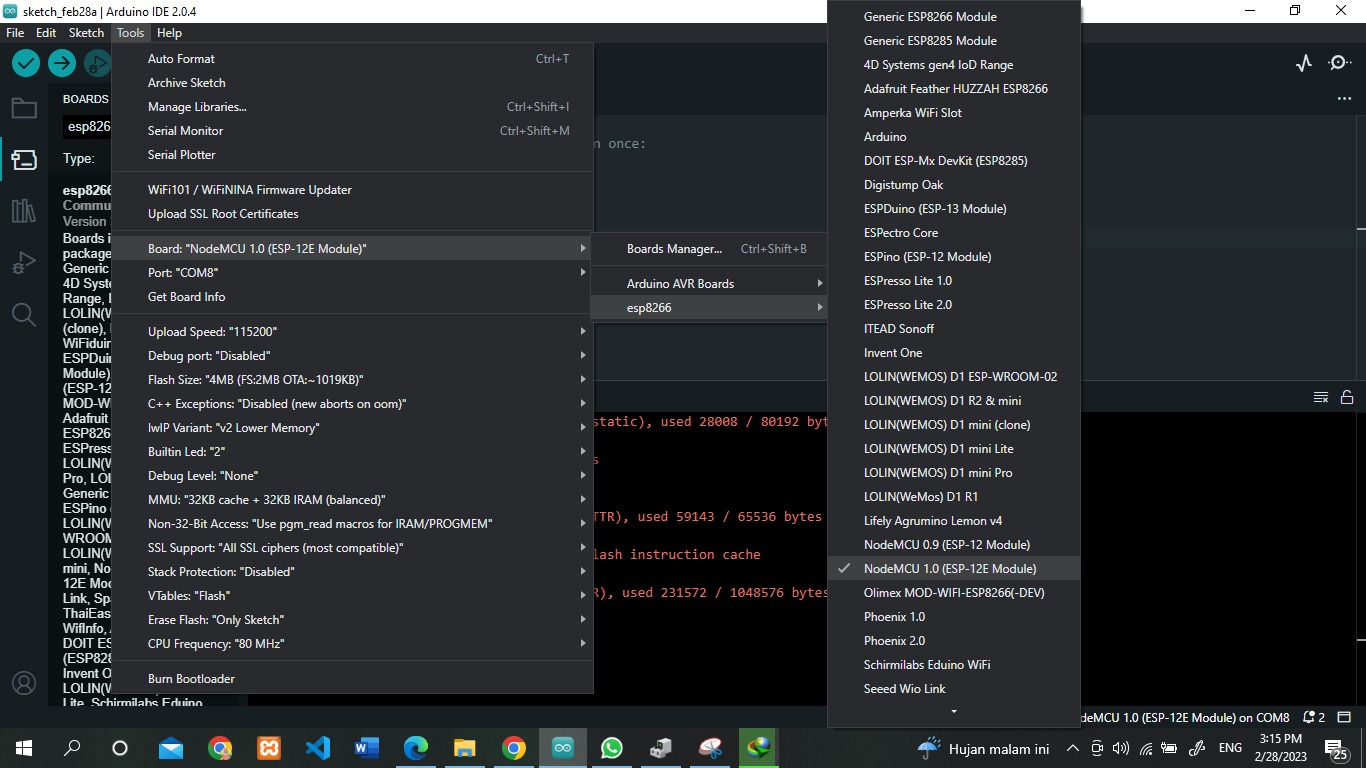 sketch_feb28a | Arduino IDE 2.0.4
File Edit Sketch Tools Help
BOARDS
esp826
Type:
esp8266
Commu
Version
Boards i
package
Generic
4D Syst
Range,
LOLIN(W
(clone),
WiFidui
ESPDui
Module)
(ESP-12
MOD-W
Adafruit
ESP826
ESPress
LOLIN(W
Pro, LOL
Generic
ESPino
LOLIN(W
WROOM
LOLIN(W
mini, No
12E Mod
Link, Spa
ThaiEas
WifInfo,
DOIT ES
(ESP828
Invent O
LOLIN(W
Lite, Schirmilabs Eduino
Auto Format Ctrl+T
Archive Sketch
Manage Libraries... Ctrl+Shift+I
Serial Monitor Ctrl+Shift+M
Serial Plotter
WiFi101 / WiFiNINA Firmware Updater
Upload SSL Root Certificates
Board: "NodeMCU 1.0 (ESP-12E Module)"
Port: "COM8"
Get Board Info
Upload Speed: "115200"
Debug port: "Disabled"
Flash Size: "4MB (FS:2MB OTA:~1019KB)"
C++ Exceptions: "Disabled (new aborts on oom)"
lwIP Variant: "v2 Lower Memory"
Builtin Led: "2"
Debug Level: "None"
MMU: "32KB cache + 32KB IRAM (balanced)"
Non-32-Bit Access: "Use pgm_read macros for IRAM/PROGMEM"
SSL Support: "All SSL ciphers (most compatible)"
Stack Protection: "Disabled"
VTables: "Flash"
Erase Flash: "Only Sketch"
CPU Frequency: "80 MHz"
Burn Bootloader
Boards Manager... Ctrl+Shift+B
Arduino AVR Boards
esp8266
n once:
static), used 28008 / 80192 byt
s
TTR), used 59143 / 65536 bytes
lash instruction cache
R), used 231572 / 1048576 bytes
Generic ESP8266 Module
Generic ESP8285 Module
4D Systems gen4 IoD Range
Adafruit Feather HUZZAH ESP8266
Amperka WiFi Slot
Arduino
DOIT ESP-Mx DevKit (ESP8285)
Digistump Oak
ESPDuino (ESP-13 Module)
ESPectro Core
ESPino (ESP-12 Module)
ESPresso Lite 1.0
ESPresso Lite 2.0
ITEAD Sonoff
Invent One
LOLIN(WEMOS) D1 ESP-WROOM-02
LOLIN(WEMOS) D1 R2 & mini
LOLIN(WEMOS) D1 mini (clone)
LOLIN(WEMOS) D1 mini Lite
LOLIN(WEMOS) D1 mini Pro
LOLIN(WeMos) D1 R1
Lifely Agrumino Lemon v4
NodeMCU 0.9 (ESP-12 Module)
NodeMCU 1.0 (ESP-12E Module)
Olimex MOD-WIFI-ESP8266(-DEV)
Phoenix 1.0
Phoenix 2.0
Schirmilabs Eduino WiFi
Seeed Wio Link
deMCU 1.0 (ESP-12E Module) on COM8 2
Hujan malam ini ENG 3:15 PM
2/28/2023 25